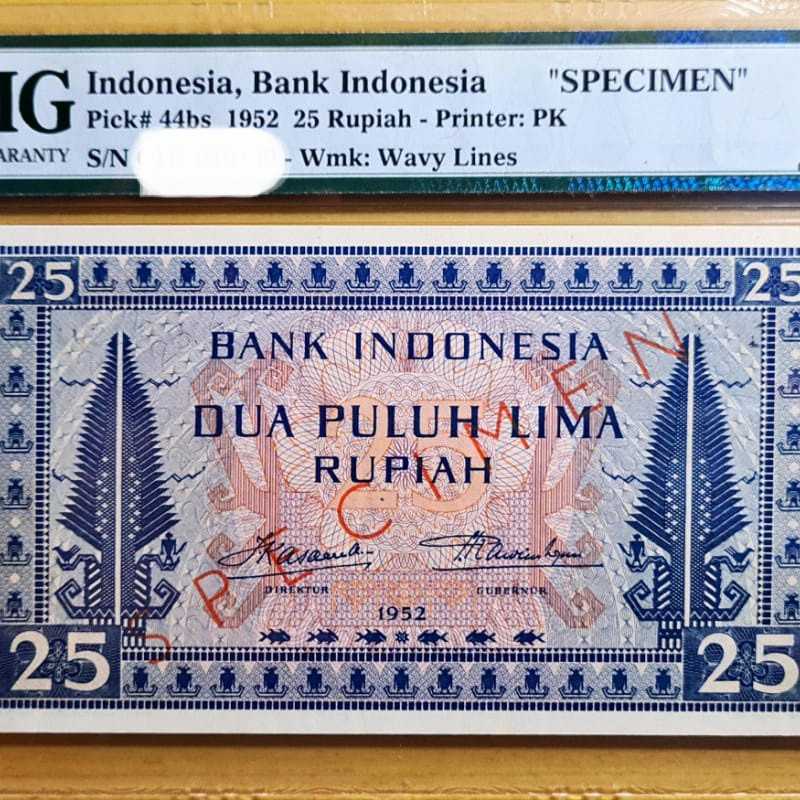 MG Indonesia, Bank Indonesia "SPECIMEN"
Pick# 44bs 1952 25 Rupiah - Printer: PK
ARANTY S/N - Wmk: Wavy Lines
25 25
BANK INDONESIA
DUA PULUH LIMA
RUPIAH
25
SPECIMEN
DIREKTUR GUBERNUR
1952
25 25